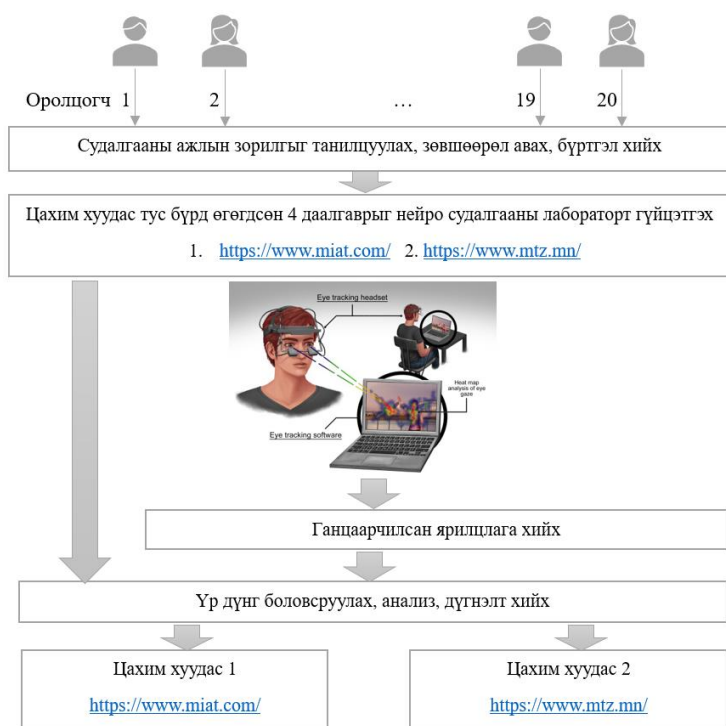 Оролцогч 1 2 … 19 20
Судалгааны ажлын зорилгыг танилцуулах, зөвшөөрөл авах, бүртгэл хийх
Цахим хуудас тус бүрд өгөгдсөн 4 даалгаврыг нейро судалгааны лабораторт гүйцэтгэх
1. https://www.miat.com/ 2. https://www.mtz.mn/
Eye tracking headset
Heat map
analysis of eye
gaze
Eye tracking software
Ганцаарчилсан ярилцлага хийх
Үр дүнг боловсруулах, анализ, дүгнэлт хийх
Цахим хуудас 1
https://www.miat.com/
Цахим хуудас 2
https://www.mtz.mn/